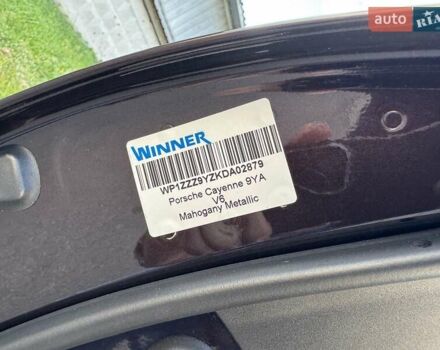 auto RIA
WINNER
WP1ZZZ9YZKDA02879
Porsche Cayenne 9YA
V6
Mahogany Metallic